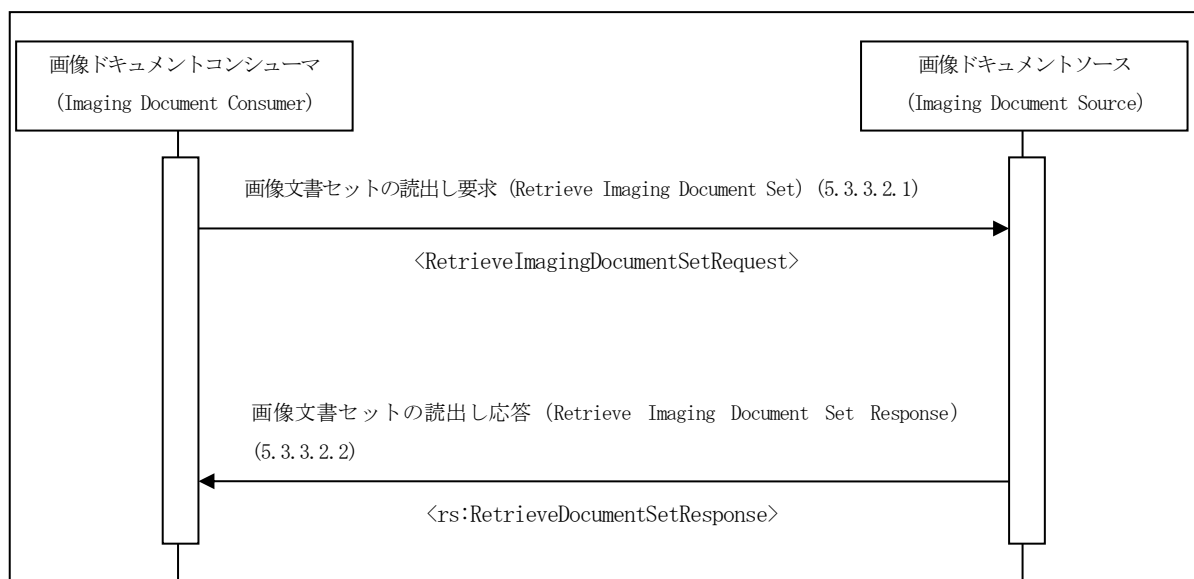 画像ドキュメントコンシューマ
(Imaging Document Consumer)
画像ドキュメントソース
(Imaging Document Source)
画像文書セットの読出し要求 (Retrieve Imaging Document Set) (5.3.3.2.1)
<RetrieveImagingDocumentSetRequest>
画像文書セットの読出し応答 (Retrieve Imaging Document Set Response)
(5.3.3.2.2)
<rs:RetrieveDocumentSetResponse>